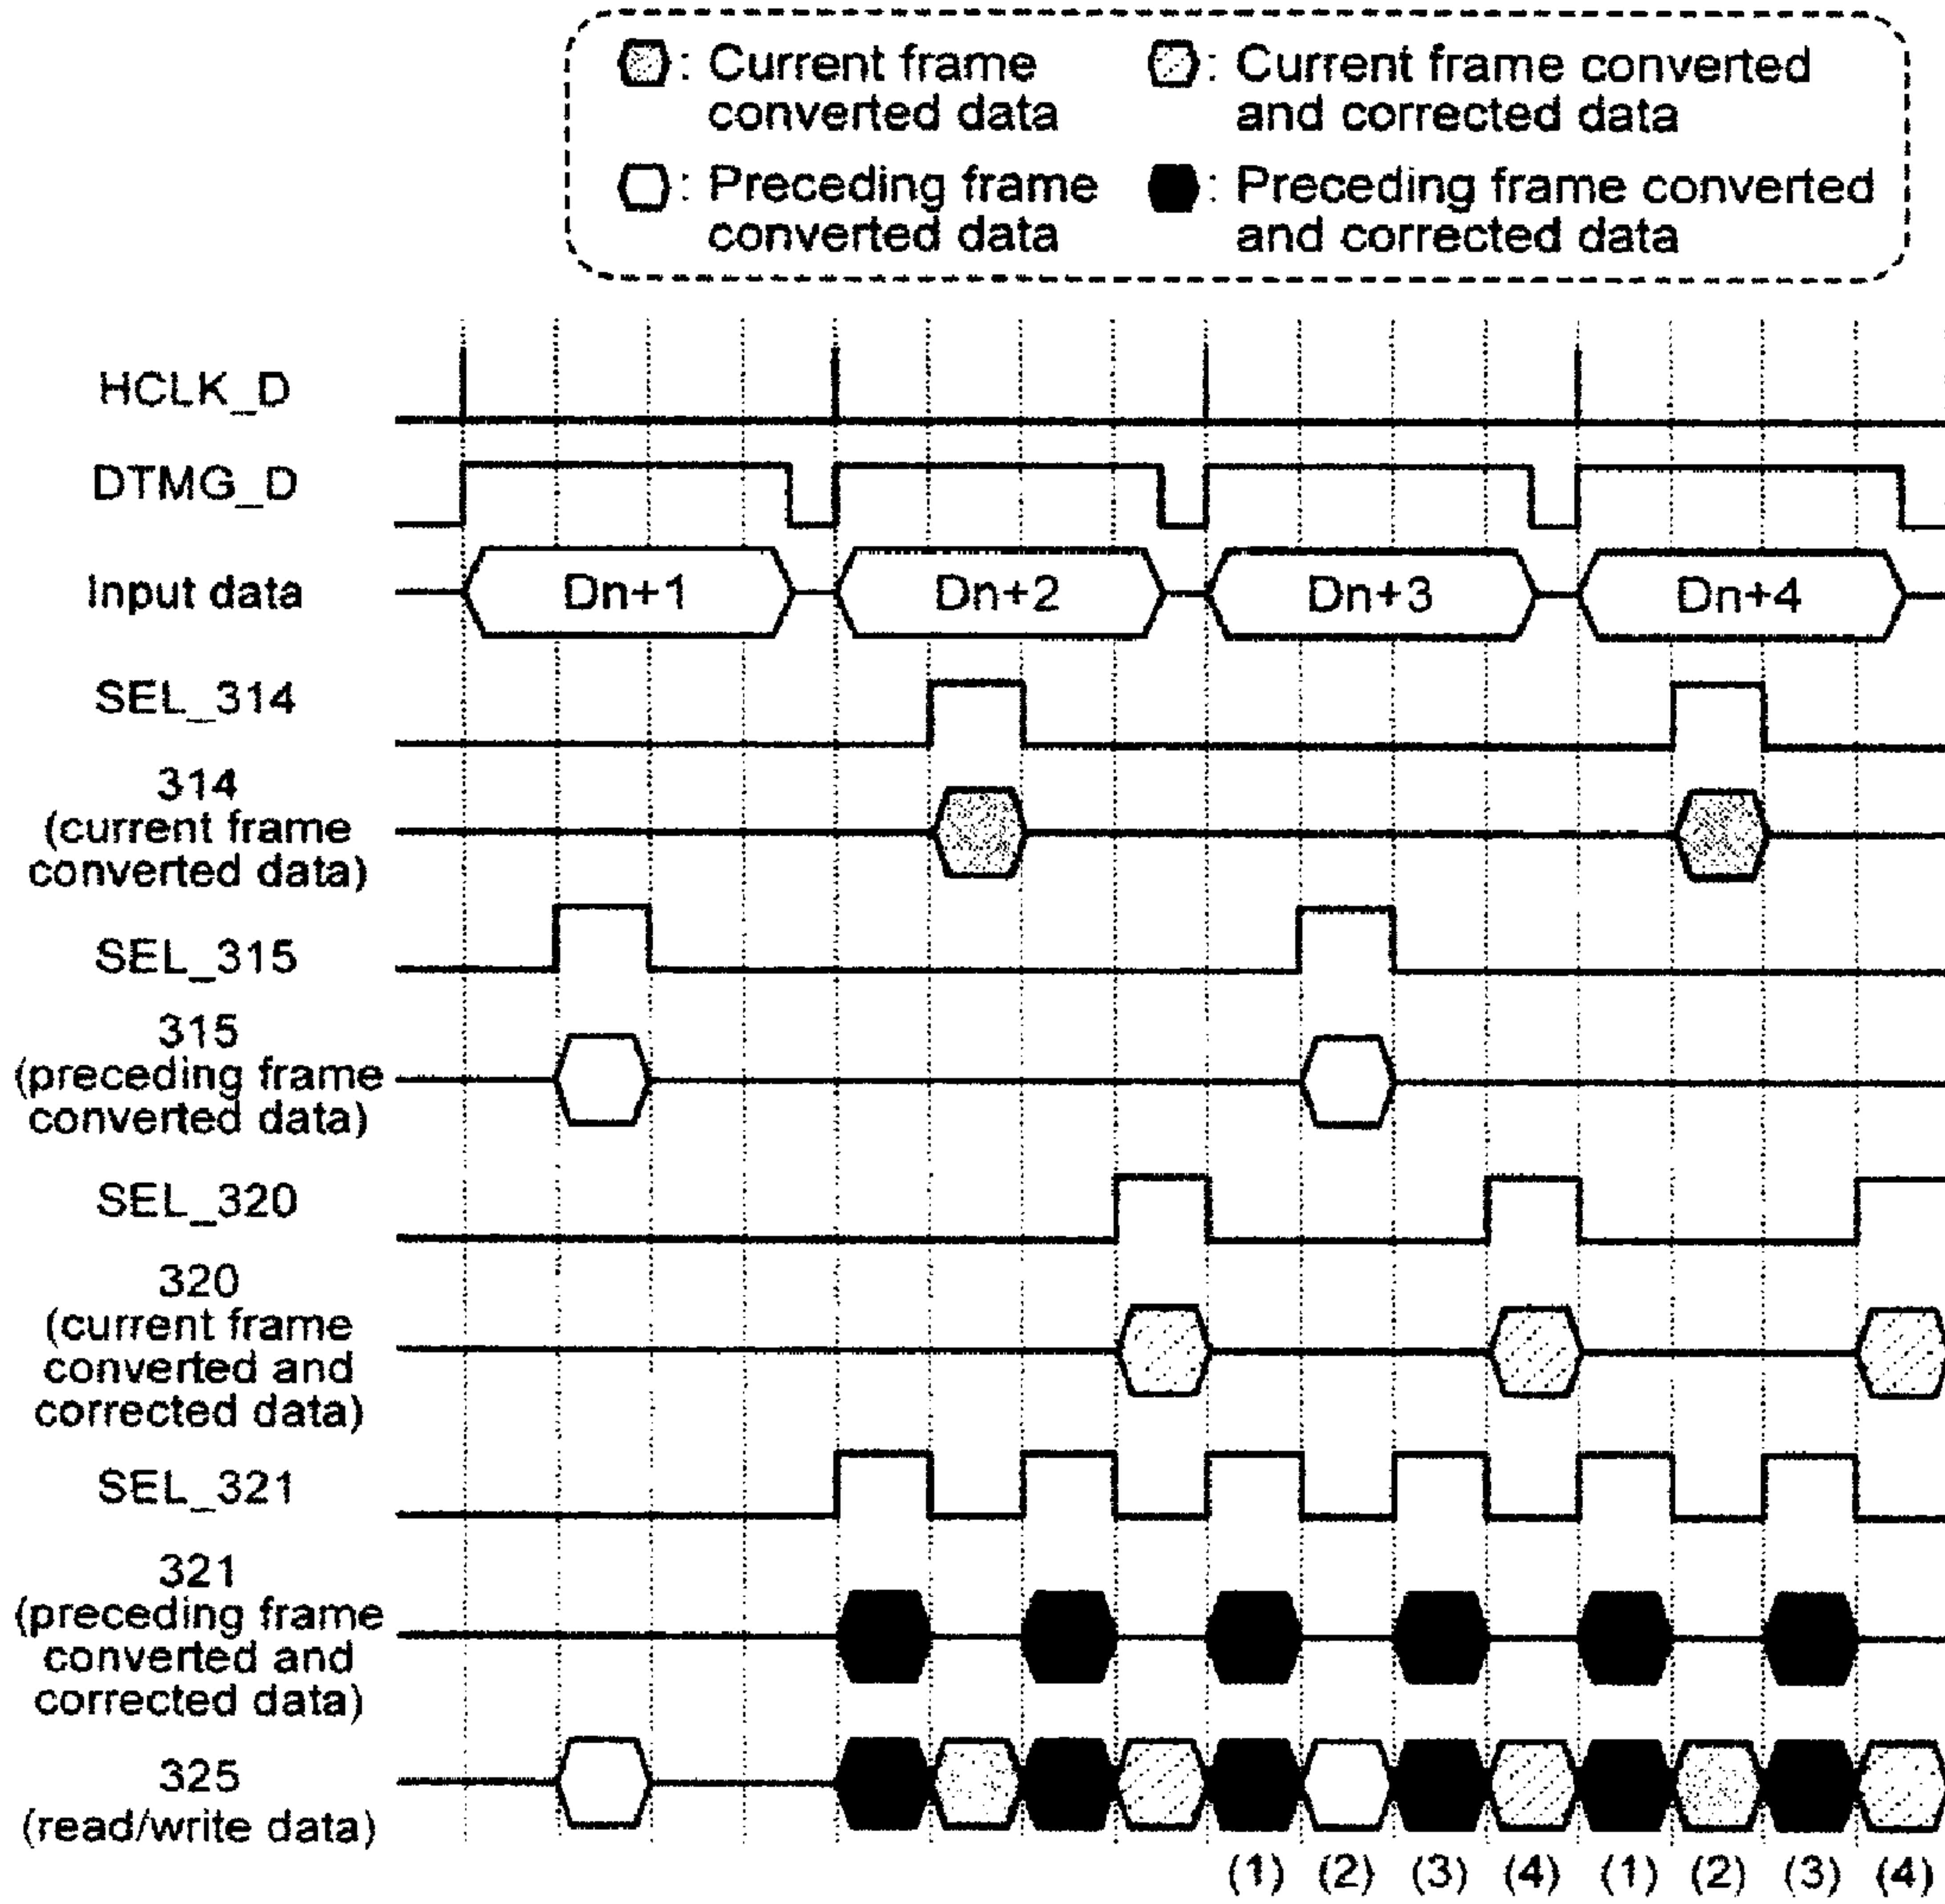 : Current frame converted data
: Current frame converted and corrected data
: Preceding frame converted data
: Preceding frame converted and corrected data
HCLK_D
DTMG_D
Input data
Dn+1 Dn+2 Dn+3 Dn+4
SEL_314
314
(current frame
converted data)
SEL_315
315
(preceding frame
converted data)
SEL_320
320
(current frame
converted and
corrected data)
SEL_321
321
(preceding frame
converted and
corrected data)
325
(read/write data)
(1) (2) (3) (4) (1) (2) (3) (4)